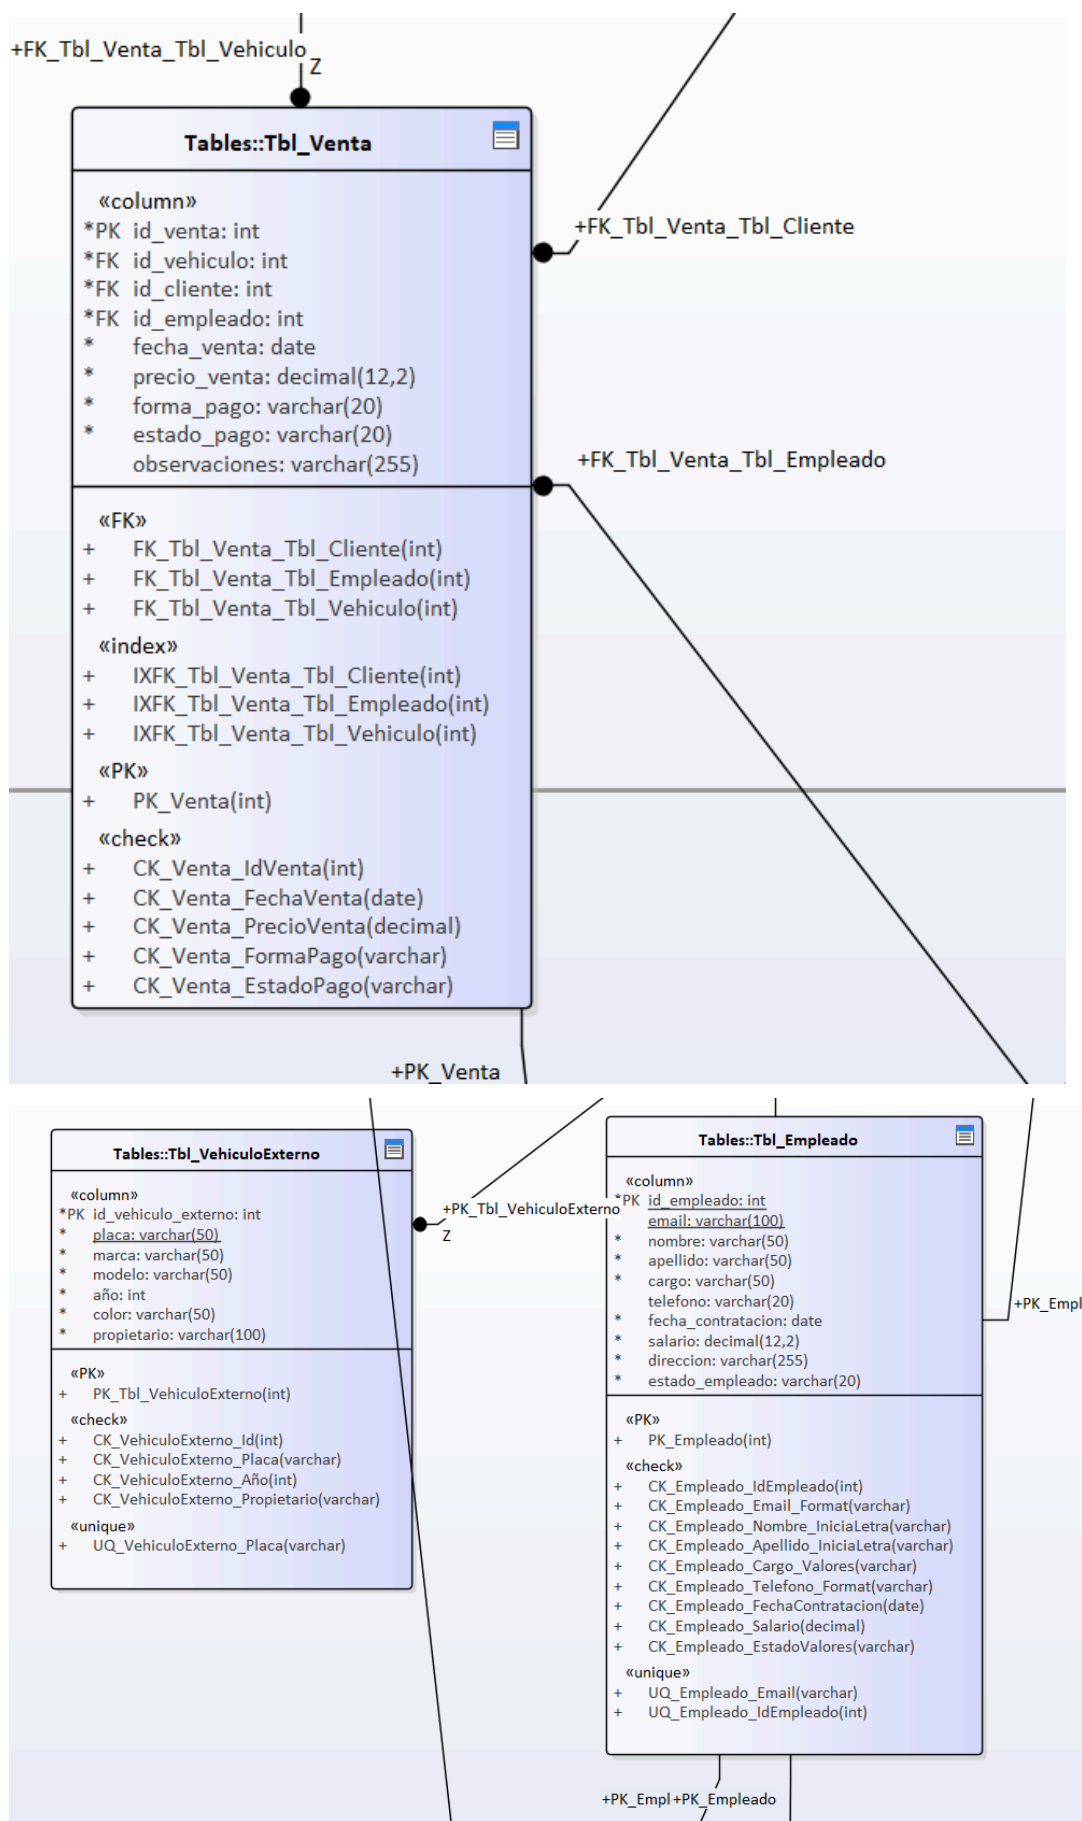 +FK_Tbl_Venta_Tbl_Vehiculo
Z
Tables::Tbl_Venta
«column»
*PK id_venta: int
*FK id_vehiculo: int
*FK id_cliente: int
*FK id_empleado: int
* fecha_venta: date
* precio_venta: decimal(12,2)
* forma_pago: varchar(20)
* estado_pago: varchar(20)
observaciones: varchar(255)
«FK»
+ FK_Tbl_Venta_Tbl_Cliente(int)
+ FK_Tbl_Venta_Tbl_Empleado(int)
+ FK_Tbl_Venta_Tbl_Vehiculo(int)
«index»
+ IXFK_Tbl_Venta_Tbl_Cliente(int)
+ IXFK_Tbl_Venta_Tbl_Empleado(int)
+ IXFK_Tbl_Venta_Tbl_Vehiculo(int)
«PK»
+ PK_Venta(int)
«check»
+ CK_Venta_IdVenta(int)
+ CK_Venta_FechaVenta(date)
+ CK_Venta_PrecioVenta(decimal)
+ CK_Venta_FormaPago(varchar)
+ CK_Venta_EstadoPago(varchar)
+FK_Tbl_Venta_Tbl_Cliente
+FK_Tbl_Venta_Tbl_Empleado
+PK_Venta
Tables::Tbl_VehiculoExterno
«column»
*PK id_vehiculo_externo: int
* placa: varchar(50)
* marca: varchar(50)
* modelo: varchar(50)
* año: int
* color: varchar(50)
* propietario: varchar(100)
«PK»
+ PK_Tbl_VehiculoExterno(int)
«check»
+ CK_VehiculoExterno_Id(int)
+ CK_VehiculoExterno_Placa(varchar)
+ CK_VehiculoExterno_Año(int)
+ CK_VehiculoExterno_Propietario(varchar)
«unique»
+ UQ_VehiculoExterno_Placa(varchar)
+PK_Tbl_VehiculoExterno
Z
Tables::Tbl_Empleado
«column»
*PK id_empleado: int
email: varchar(100)
* nombre: varchar(50)
* apellido: varchar(50)
* cargo: varchar(50)
telefono: varchar(20)
* fecha_contratacion: date
* salario: decimal(12,2)
* direccion: varchar(255)
* estado_empleado: varchar(20)
«PK»
+ PK_Empleado(int)
«check»
+ CK_Empleado_IdEmpleado(int)
+ CK_Empleado_Email_Format(varchar)
+ CK_Empleado_Nombre_IniciaLetra(varchar)
+ CK_Empleado_Apellido_IniciaLetra(varchar)
+ CK_Empleado_Cargo_Valores(varchar)
+ CK_Empleado_Telefono_Format(varchar)
+ CK_Empleado_FechaContratacion(date)
+ CK_Empleado_Salario(decimal)
+ CK_Empleado_EstadoValores(varchar)
«unique»
+ UQ_Empleado_Email(varchar)
+ UQ_Empleado_IdEmpleado(int)
+PK_Empl
+PK_Empl +PK_Empleado